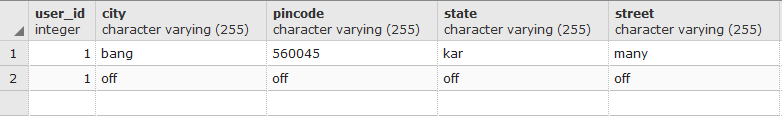 user_id city pincode state street
integer character varying (255) character varying (255) character varying (255) character varying (255)
1 1 bang 560045 kar many
2 1 off off off off